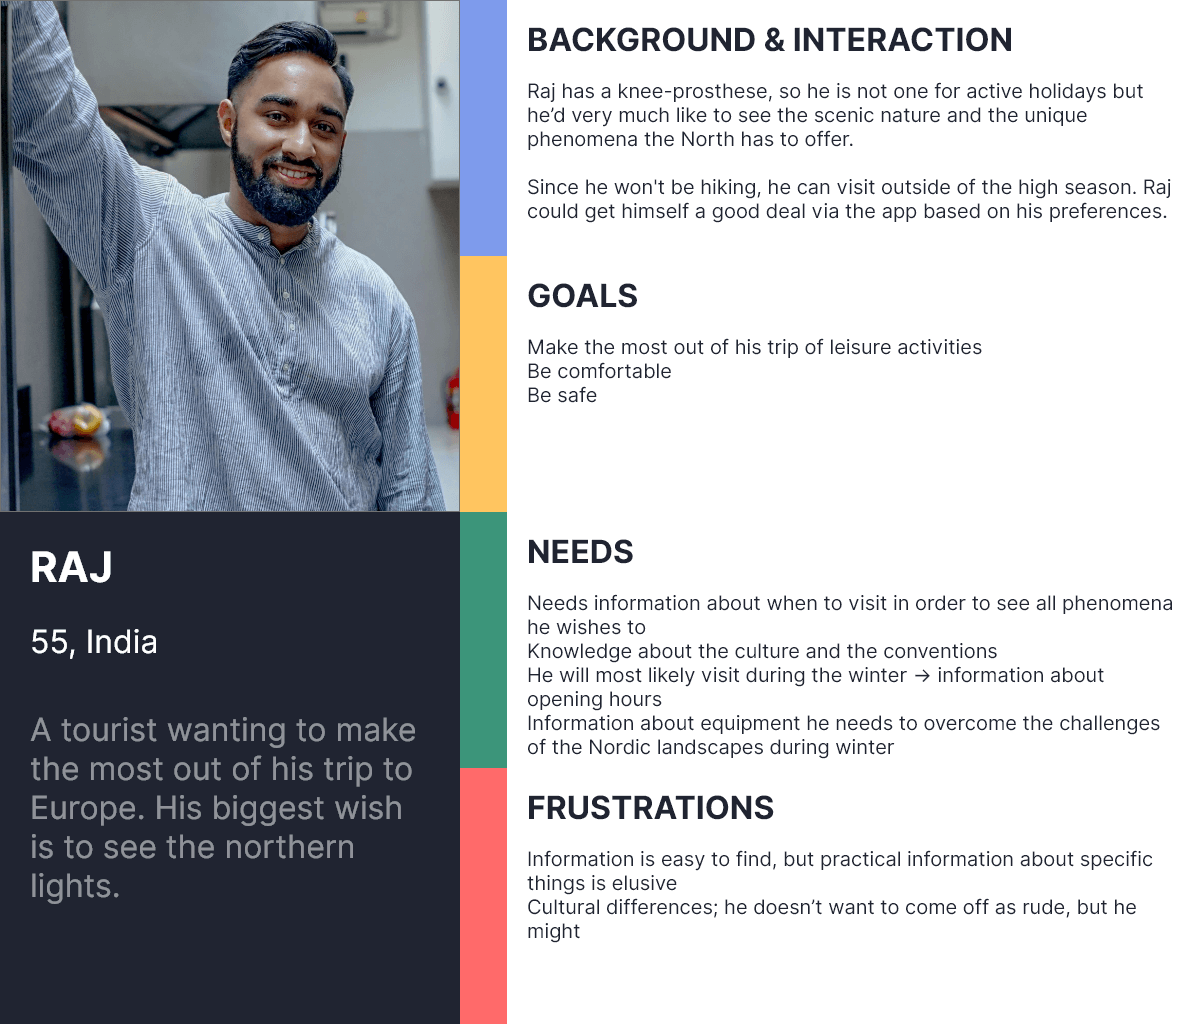 BACKGROUND & INTERACTION
Raj has a knee-prosthese, so he is not one for active holidays but
he’d very much like to see the scenic nature and the unique
phenomena the North has to offer.
Since he won't be hiking, he can visit outside of the high season. Raj
could get himself a good deal via the app based on his preferences.
GOALS
Make the most out of his trip of leisure activities
Be comfortable
Be safe
RAJ
55, India
A tourist wanting to make
the most out of his trip to
Europe. His biggest wish
is to see the northern
lights.
NEEDS
Needs information about when to visit in order to see all phenomena
he wishes to
Knowledge about the culture and the conventions
He will most likely visit during the winter → information about
opening hours
Information about equipment he needs to overcome the challenges
of the Nordic landscapes during winter
FRUSTRATIONS
Information is easy to find, but practical information about specific
things is elusive
Cultural differences; he doesn’t want to come off as rude, but he
might